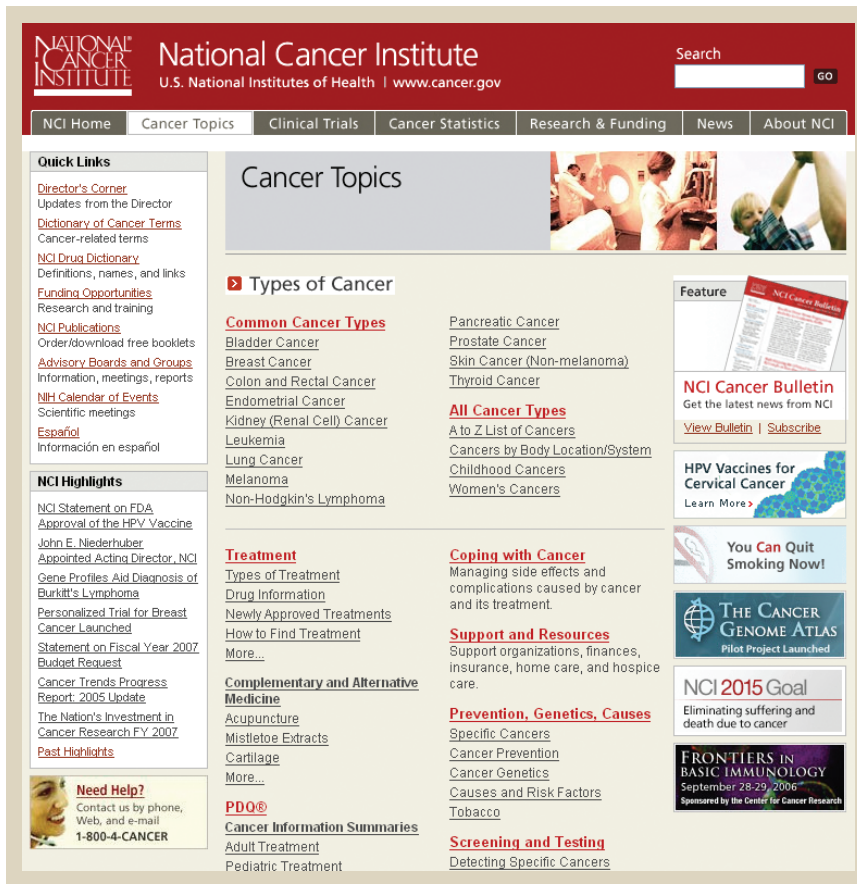 NATIONAL
CANCER
INSTITUTE
National Cancer Institute
U.S. National Institutes of Health | www.cancer.gov
Search
GO
NCI Home
Cancer Topics
Clinical Trials
Cancer Statistics
Research & Funding
News
About NCI
Quick Links
Director's Corner
Updates from the Director
Dictionary of Cancer Terms
Cancer-related terms
NCI Drug Dictionary
Definitions, names, and links
Funding Opportunities
Research and training
NCI Publications
Order/download free booklets
Advisory Boards and Groups
Information, meetings, reports
NIH Calendar of Events
Scientific meetings
Español
Información en español
NCI Highlights
NCI Statement on FDA
Approval of the HPV Vaccine
John E. Niederhuber
Appointed Acting Director, NCI
Gene Profiles Aid Diagnosis of
Burkitt's Lymphoma
Personalized Trial for Breast
Cancer Launched
Statement on Fiscal Year 2007
Budget Request
Cancer Trends Progress
Report: 2005 Update
The Nation's Investment in
Cancer Research FY 2007
Past Highlights
Need Help?
Contact us by phone,
Web, and e-mail
1-800-4-CANCER
Cancer Topics
Types of Cancer
Common Cancer Types
Bladder Cancer
Breast Cancer
Colon and Rectal Cancer
Endometrial Cancer
Kidney (Renal Cell) Cancer
Leukemia
Lung Cancer
Melanoma
Non-Hodgkin's Lymphoma
Pancreatic Cancer
Prostate Cancer
Skin Cancer (Non-melanoma)
Thyroid Cancer
All Cancer Types
A to Z List of Cancers
Cancers by Body Location/System
Childhood Cancers
Women's Cancers
Treatment
Types of Treatment
Drug Information
Newly Approved Treatments
How to Find Treatment
More...
Complementary and Alternative
Medicine
Acupuncture
Mistletoe Extracts
Cartilage
More...
PDQ®
Cancer Information Summaries
Adult Treatment
Pediatric Treatment
Coping with Cancer
Managing side effects and
complications caused by cancer
and its treatment.
Support and Resources
Support organizations, finances,
insurance, home care, and hospice
care.
Prevention, Genetics, Causes
Specific Cancers
Cancer Prevention
Cancer Genetics
Causes and Risk Factors
Tobacco
Screening and Testing
Detecting Specific Cancers
Feature
NCI Cancer Bulletin
NCI Cancer Bulletin
Get the latest news from NCI
View Bulletin | Subscribe
HPV Vaccines for
Cervical Cancer
Learn More>
You Can Quit
Smoking Now!
THE CANCER
GENOME ATLAS
Pilot Project Launched
NCI 2015 Goal
Eliminating suffering and
death due to cancer
FRONTIERS IN
BASIC IMMUNOLOGY
September 28-29, 2006
Sponsored by the Center for Cancer Research